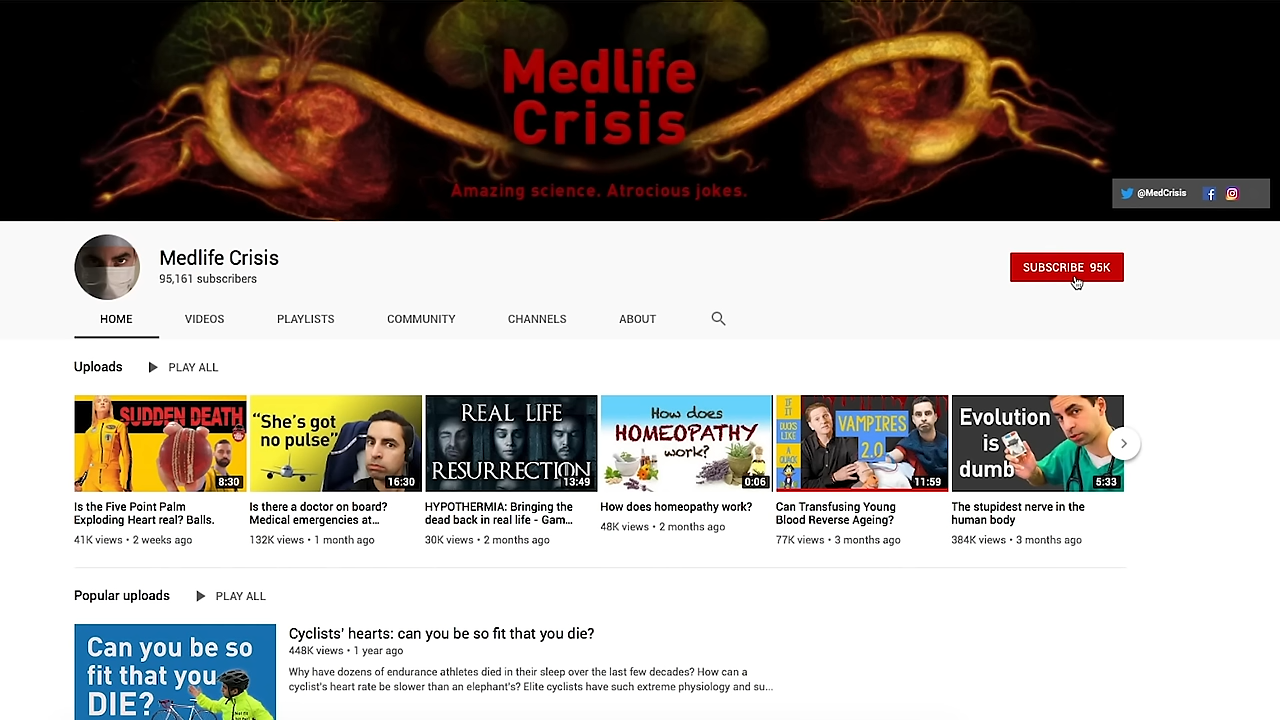 Medlife
Crisis
Amazing science. Atrocious jokes.
@MedCrisis
Medlife Crisis
95,161 subscribers
SUBSCRIBE 95K
HOME VIDEOS PLAYLISTS COMMUNITY CHANNELS ABOUT
Uploads PLAY ALL
SUDDEN DEATH
8:30
"She's got
no pulse"
16:30
REAL LIFE
RESURRECTION
13:49
How does
HOMEOPATHY
work?
0:06
IF IT
DUCKS
LIKE
A
QUACK
VAMPIRES
2.0
11:59
Evolution
is
dumb
5:33
Is the Five Point Palm
Exploding Heart real? Balls.
41K views • 2 weeks ago
Is there a doctor on board?
Medical emergencies at...
132K views • 1 month ago
HYPOTHERMIA: Bringing the
dead back in real life - Gam...
30K views • 2 months ago
How does homeopathy work?
48K views • 2 months ago
Can Transfusing Young
Blood Reverse Ageing?
77K views • 3 months ago
The stupidest nerve in the
human body
384K views • 3 months ago
Popular uploads PLAY ALL
Can you be so
fit that you
DIE?
Cyclists' hearts: can you be so fit that you die?
448K views • 1 year ago
Why have dozens of endurance athletes died in their sleep over the last few decades? How can a
cyclist's heart rate be slower than an elephant's? Elite cyclists have such extreme physiology and su...